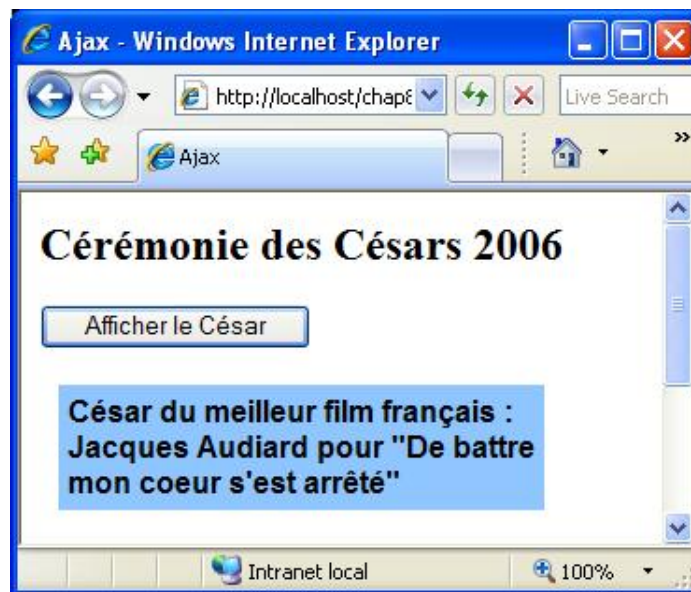 Ajax - Windows Internet Explorer
http://localhost/chap8
Live Search
Ajax
Cérémonie des Césars 2006
Afficher le César
César du meilleur film français :
Jacques Audiard pour "De battre
mon coeur s'est arrêté"
Intranet local
100%